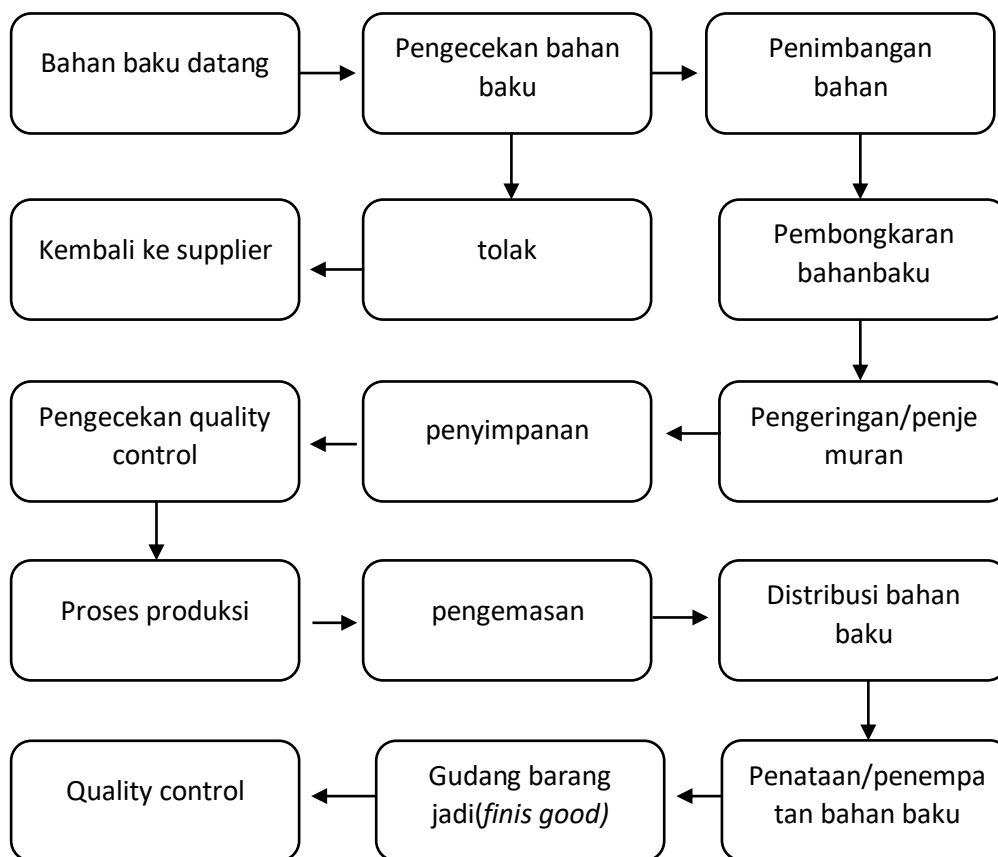 Bahan baku datang
Pengecekan bahan
baku
Penimbangan
bahan
Kembali ke supplier
tolak
Pembongkaran
bahanbaku
Pengecekan quality
control
penyimpanan
Pengeringan/penje
muran
Proses produksi
pengemasan
Distribusi bahan
baku
Quality control
Gudang barang
jadi(finis good)
Penataan/penempa
tan bahan baku